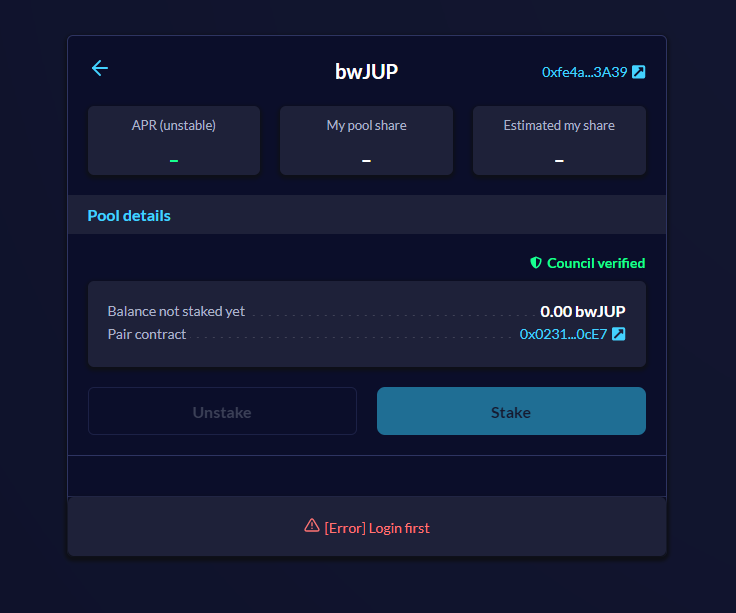 bwJUP
0xfe4a...3A39
APR (unstable)
–
My pool share
–
Estimated my share
–
Pool details
Council verified
Balance not staked yet 0.00 bwJUP
Pair contract 0x0231...0cE7
Unstake
Stake
[Error] Login first